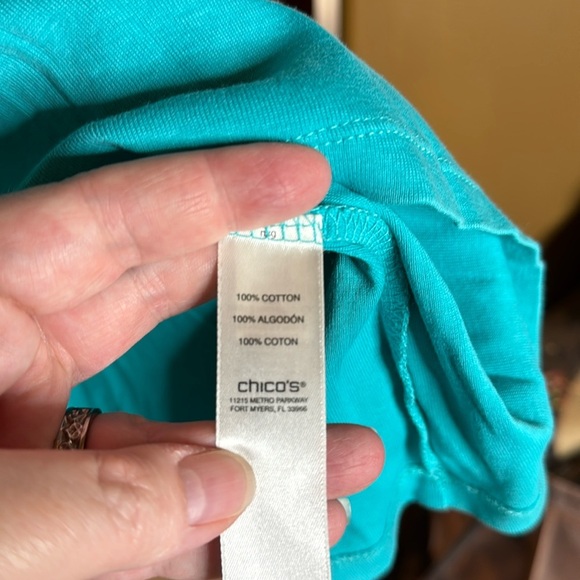 100% COTTON
100% ALGODÓN
100% COTON
chico's®
11215 METRO PARKWAY
FORT MYERS, FL 33966